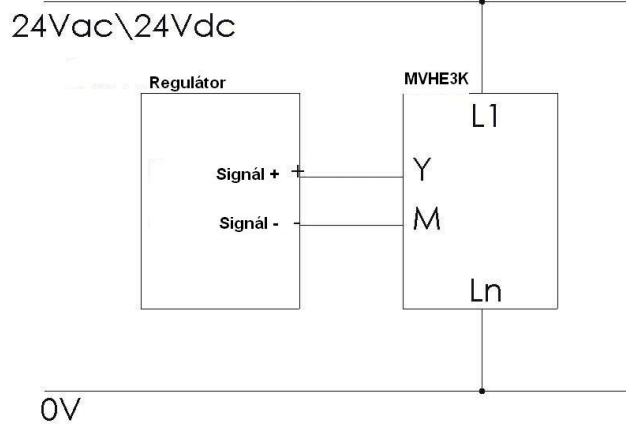 24Vac\24Vdc
Regulátor
MVHE3K
L1
Signál + +
Y
Signál - -
M
Ln
0V